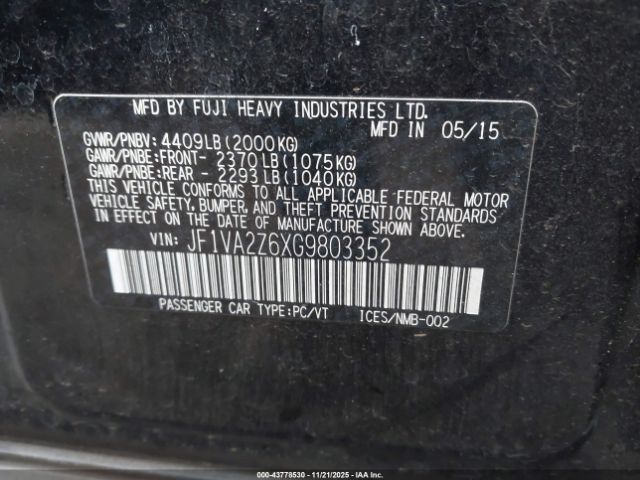 MFD BY FUJI HEAVY INDUSTRIES LTD.
MFD IN 05/15
GVWR/PNBV: 4409LB(2000KG)
GAWR/PNBE:FRONT- 2370LB(1075KG)
GAWR/PNBE:REAR - 2293LB(1040KG)
THIS VEHICLE CONFORMS TO ALL APPLICABLE FEDERAL MOTOR
VEHICLE SAFETY, BUMPER, AND THEFT PREVENTION STANDARDS
IN EFFECT ON THE DATE OF MANUFACTURE SHOWN ABOVE.
VIN: JF1VA2Z6XG9803352
PASSENGER CAR TYPE:PC/VT ICES/NMB-002
000-43778530 - 11/21/2025 - IAA Inc.